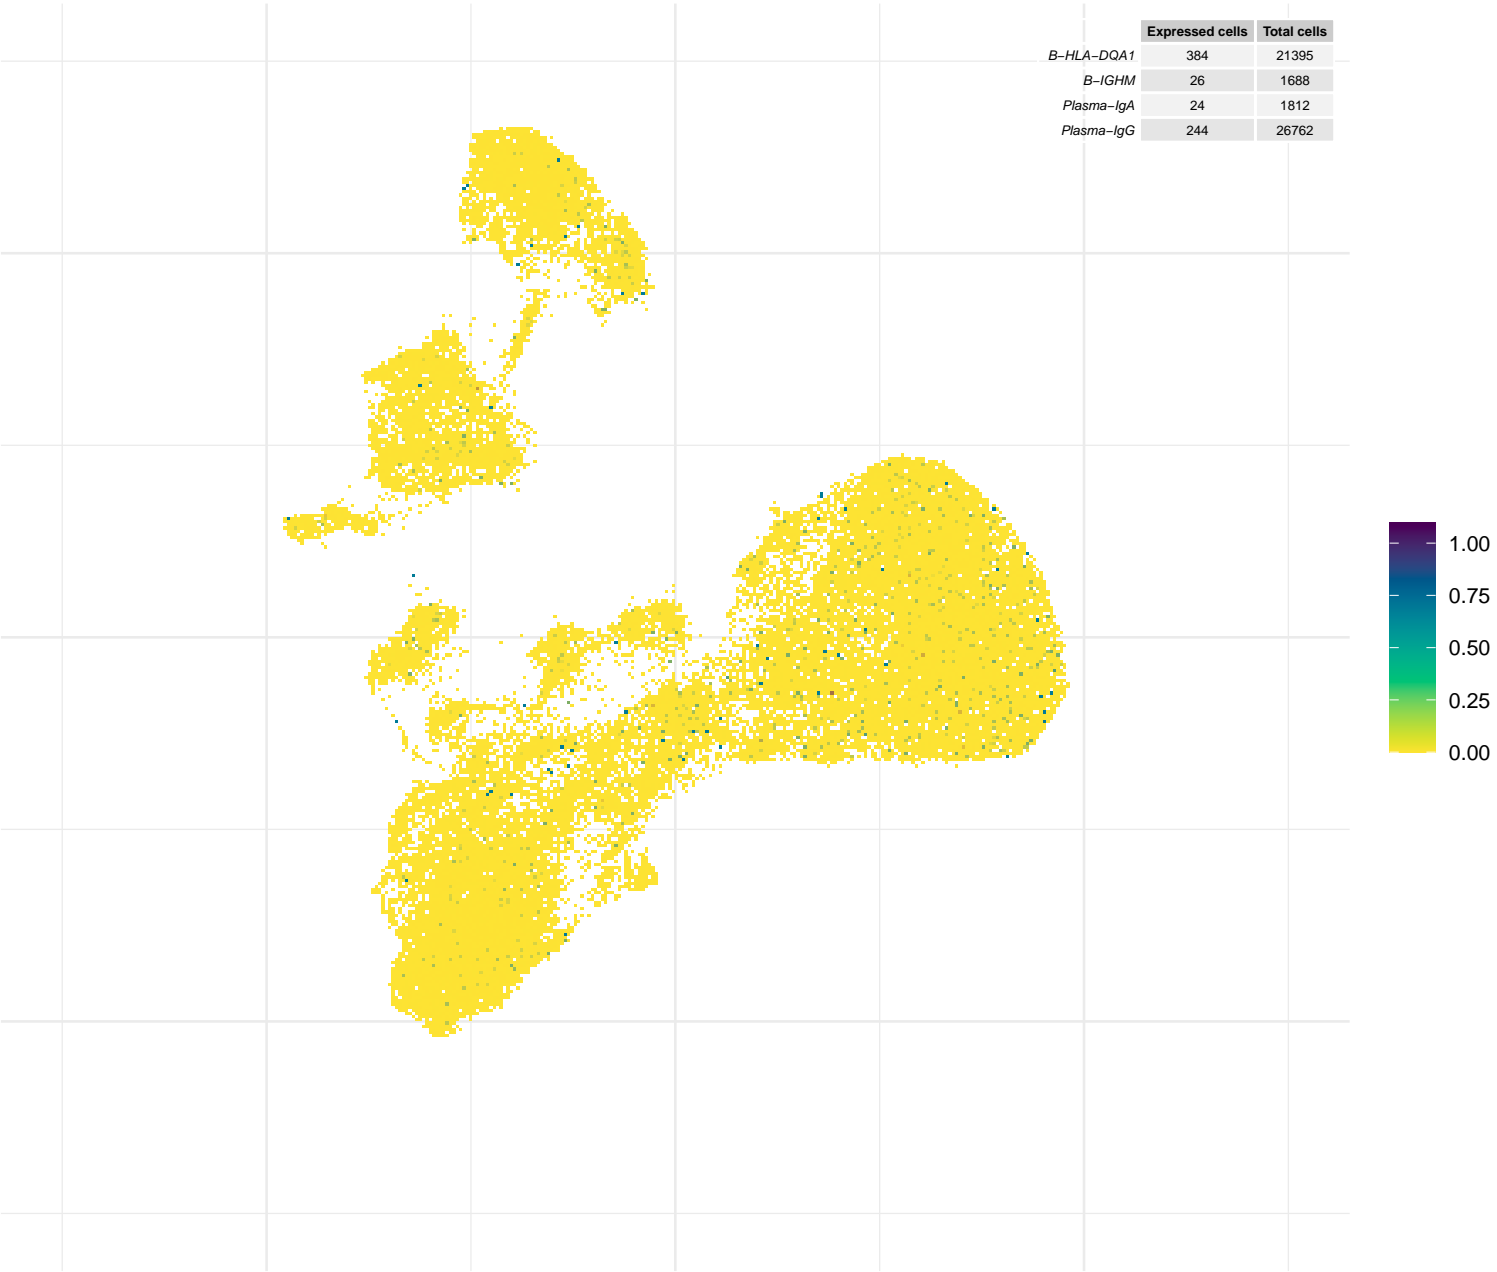 Expressed cells Total cells
B−HLA−DQA1 384 21395
B−IGHM 26 1688
Plasma−IgA 24 1812
Plasma−IgG 244 26762
1.00
0.75
0.50
0.25
0.00